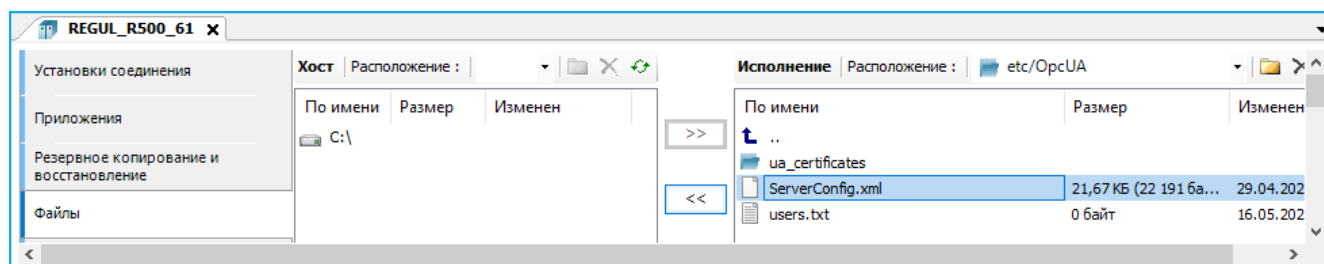 REGUL_R500_61
Установки соединения
Приложения
Резервное копирование и
восстановление
Файлы
Хост Расположение :
По имени Размер Изменен
C:\
>>
<<
Исполнение Расположение : etc/OpcUA
По имени Размер Изменен
..
ua_certificates
ServerConfig.xml 21,67 КБ (22 191 ба... 29.04.202
users.txt 0 байт 16.05.202